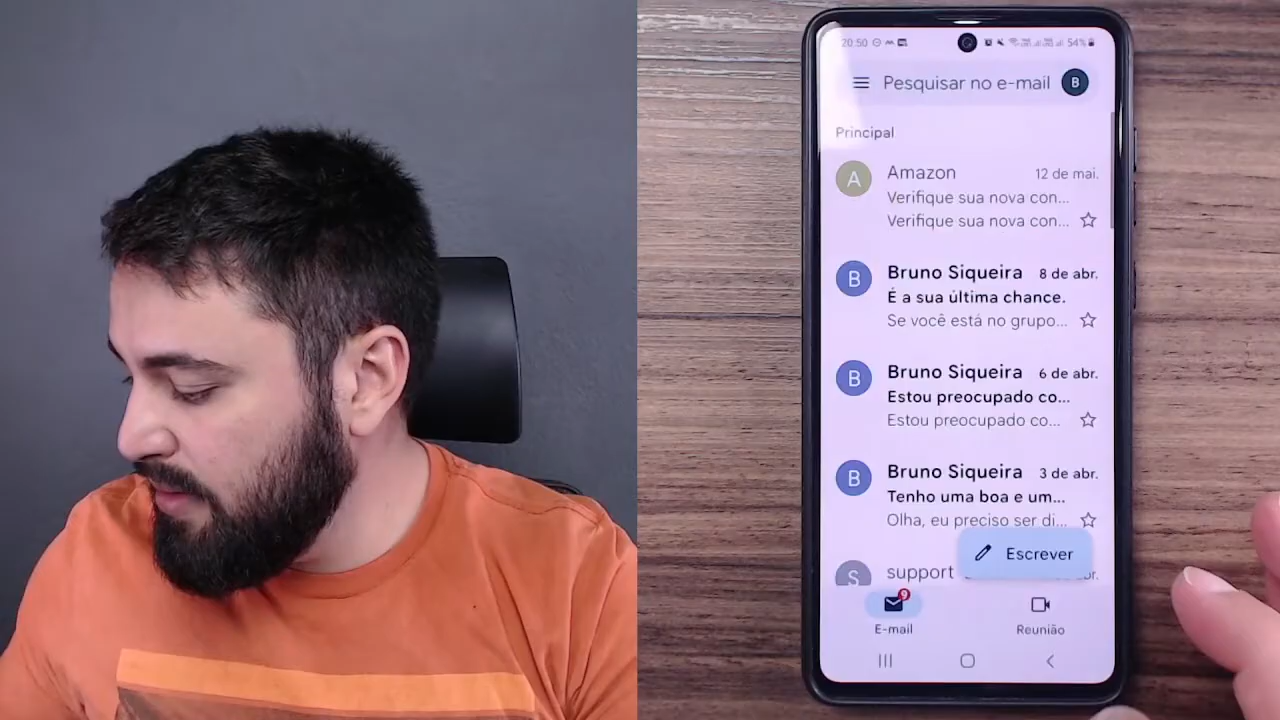 20:50
54%
Pesquisar no e-mail
B
Principal
A
Amazon
12 de mai.
Verifique sua nova con...
Verifique sua nova con...
B
Bruno Siqueira
8 de abr.
É a sua última chance.
Se você está no grupo...
B
Bruno Siqueira
6 de abr.
Estou preocupado co...
Estou preocupado co...
B
Bruno Siqueira
3 de abr.
Tenho uma boa e um...
Olha, eu preciso ser di...
Escrever
S
support
9
E-mail
Reunião